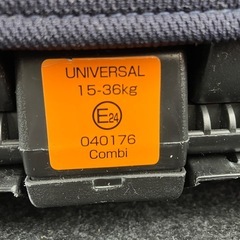 UNIVERSAL
15-36kg
E24
040176
Combi